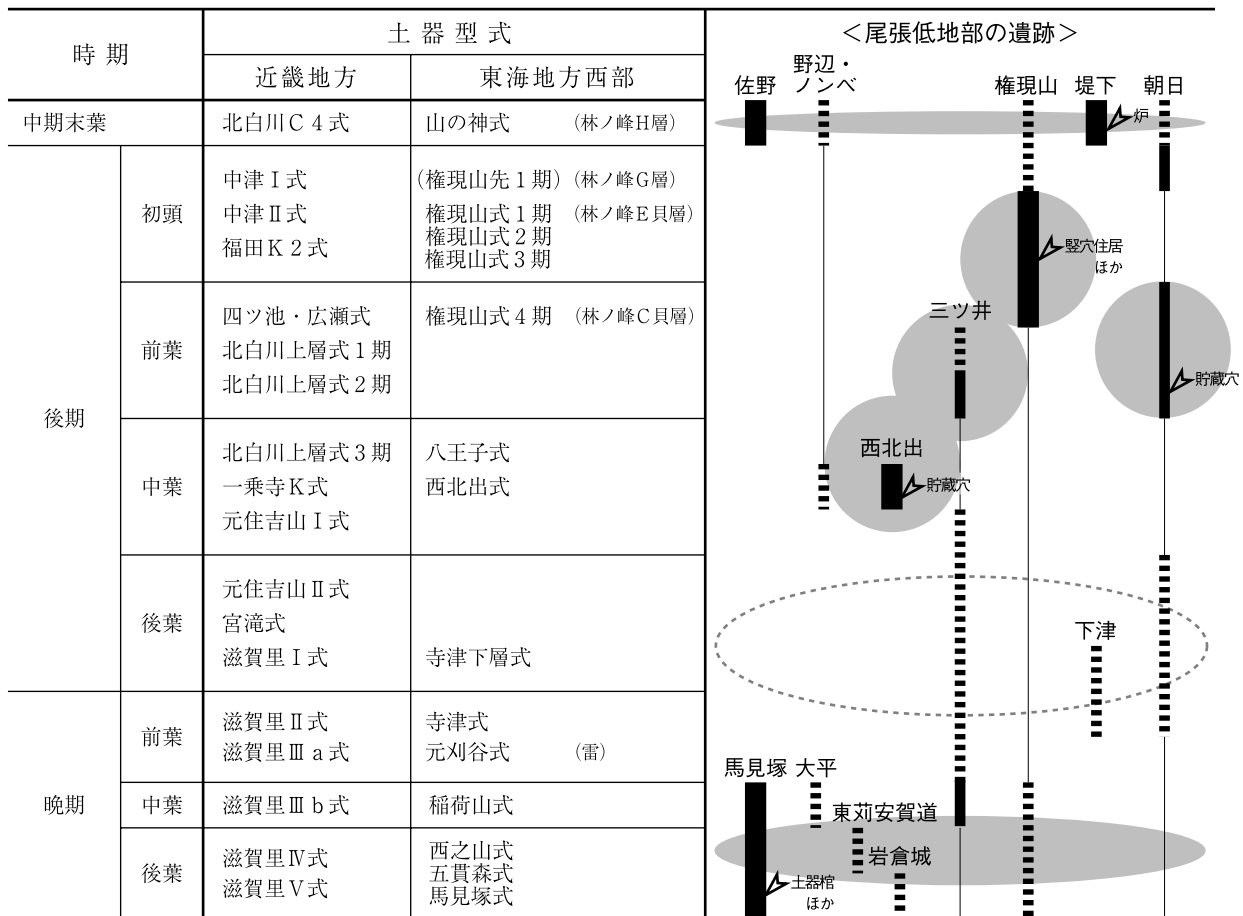 時 期
土 器 型 式
近畿地方
東海地方西部
中期末葉
北白川C4式
山の神式 (林ノ峰H層)
後期
初頭
中津Ⅰ式
(権現山先1期) (林ノ峰G層)
中津Ⅱ式
権現山式1期 (林ノ峰E貝層)
福田K2式
権現山式2期
権現山式3期
前葉
四ツ池・広瀬式
権現山式4期 (林ノ峰C貝層)
北白川上層式1期
北白川上層式2期
中葉
北白川上層式3期
八王子式
一乗寺K式
西北出式
元住吉山Ⅰ式
後葉
元住吉山Ⅱ式
宮滝式
滋賀里Ⅰ式
寺津下層式
晩期
前葉
滋賀里Ⅱ式
寺津式
滋賀里Ⅲa式
元刈谷式 (雷)
中葉
滋賀里Ⅲb式
稲荷山式
後葉
滋賀里Ⅳ式
滋賀里Ⅴ式
西之山式
五貫森式
馬見塚式
＜尾張低地部の遺跡＞
佐野
野辺・
ノンベ
権現山
堤下
朝日
炉
竪穴住居
ほか
三ツ井
貯蔵穴
西北出
貯蔵穴
下津
馬見塚
大平
東苅安賀道
岩倉城
土器棺
ほか